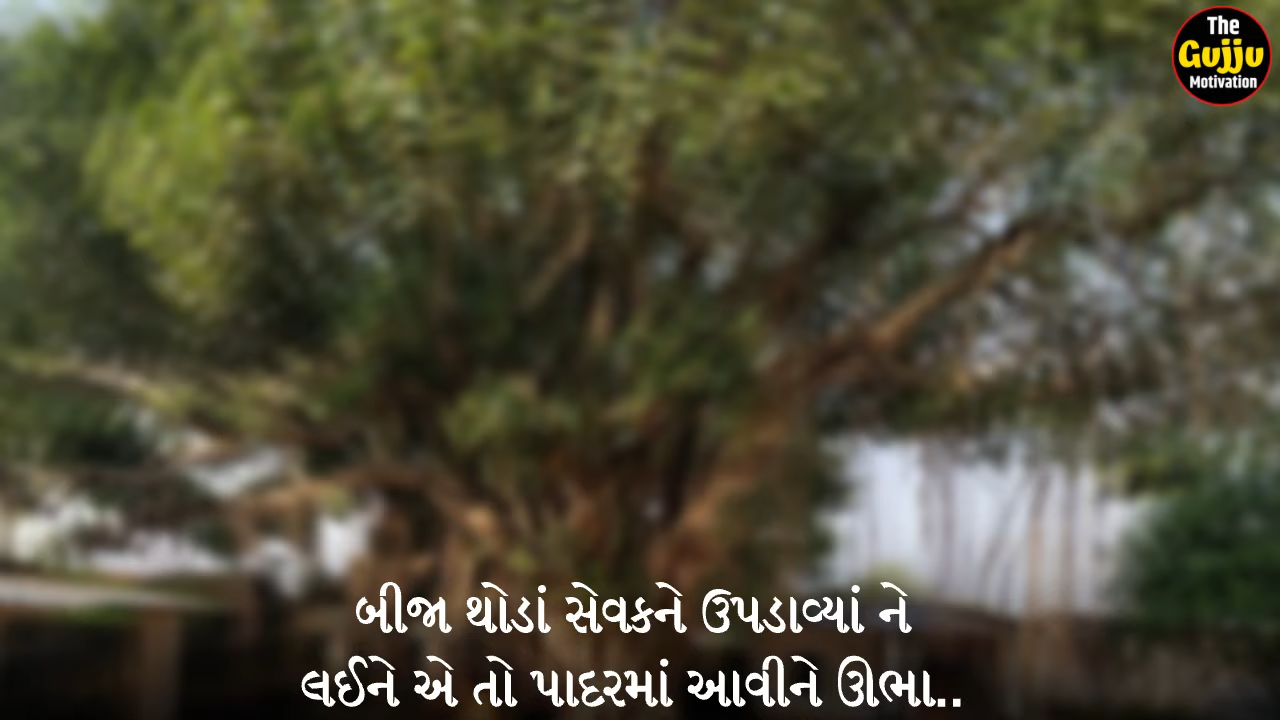 The
Gujju
Motivation
બીજા થોડાં સેવકને ઉપડાવ્યાં ને
લઈને એ તો પાદરમાં આવીને ઊભા..